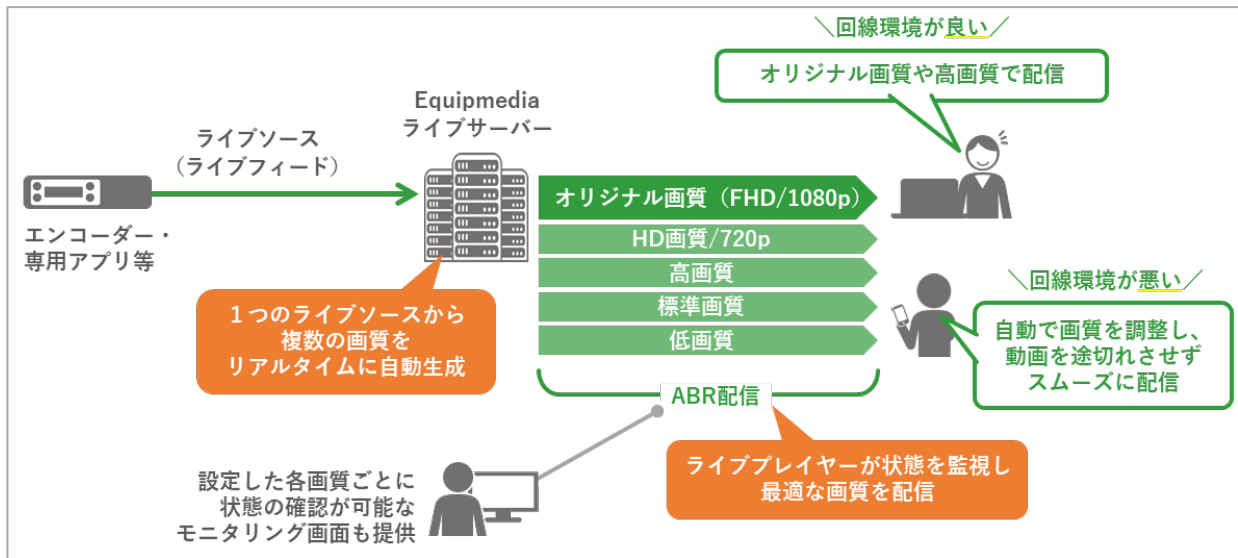 ＼回線環境が良い／
オリジナル画質や高画質で配信
Equipmedia
ライブサーバー
ライブソース
（ライブフィード）
エンコーダー・
専用アプリ等
オリジナル画質（FHD/1080p）
HD画質/720p
高画質
標準画質
低画質
＼回線環境が悪い／
自動で画質を調整し、
動画を途切れさせず
スムーズに配信
１つのライブソースから
複数の画質を
リアルタイムに自動生成
ABR配信
ライブプレイヤーが状態を監視し
最適な画質を配信
設定した各画質ごとに
状態の確認が可能な
モニタリング画面も提供